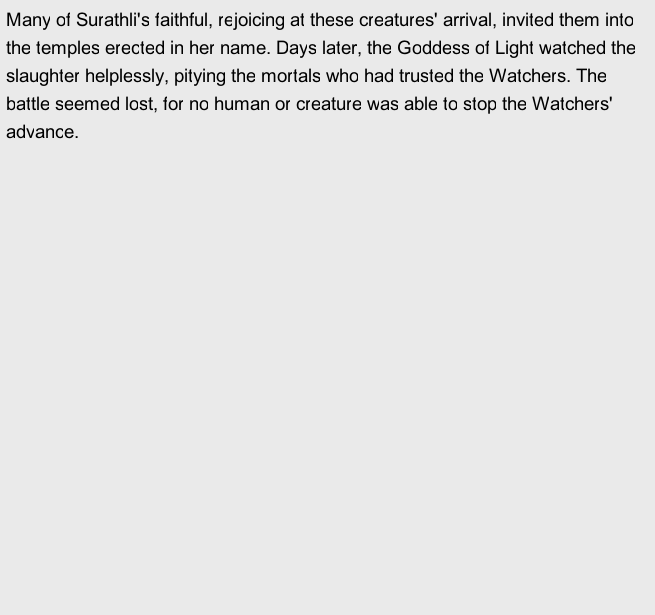 Many of Surathli's faithful, rejoicing at these creatures' arrival, invited them into
the temples erected in her name. Days later, the Goddess of Light watched the
slaughter helplessly, pitying the mortals who had trusted the Watchers. The
battle seemed lost, for no human or creature was able to stop the Watchers'
advance.